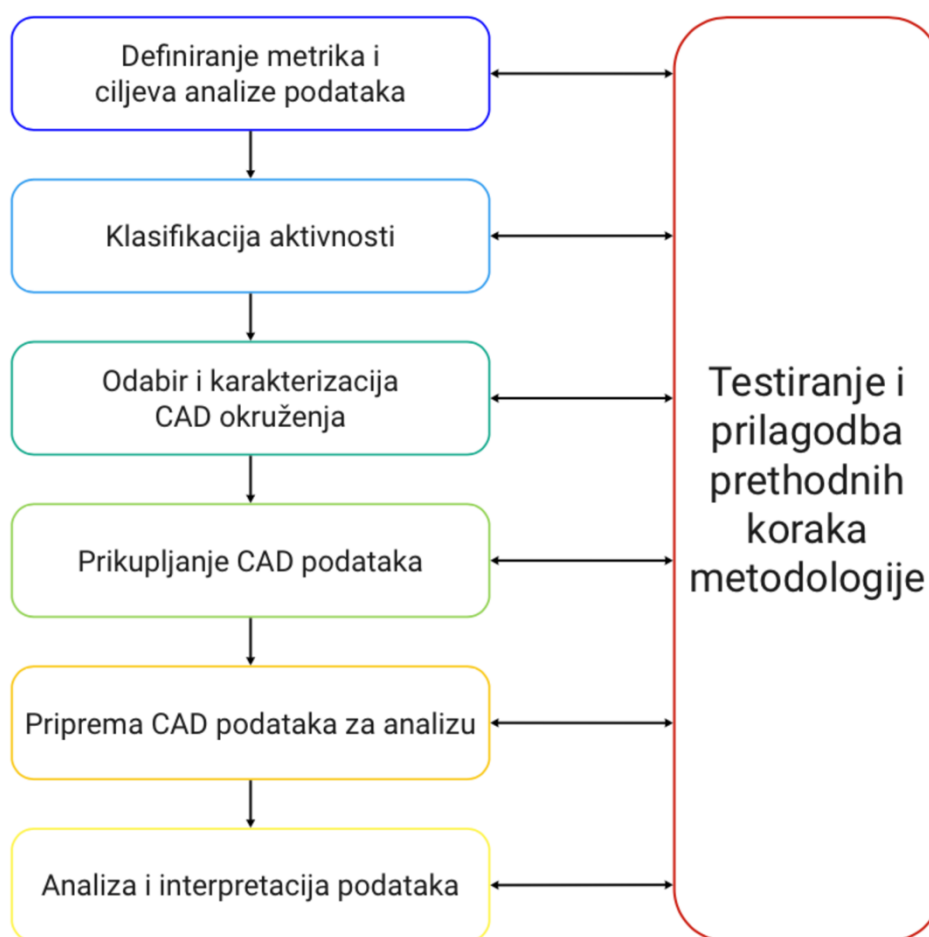 Definiranje metrika i
ciljeva analize podataka
Klasifikacija aktivnosti
Odabir i karakterizacija
CAD okruženja
Prikupljanje CAD podataka
Priprema CAD podataka za analizu
Analiza i interpretacija podataka
Testiranje i
prilagodba
prethodnih
koraka
metodologije